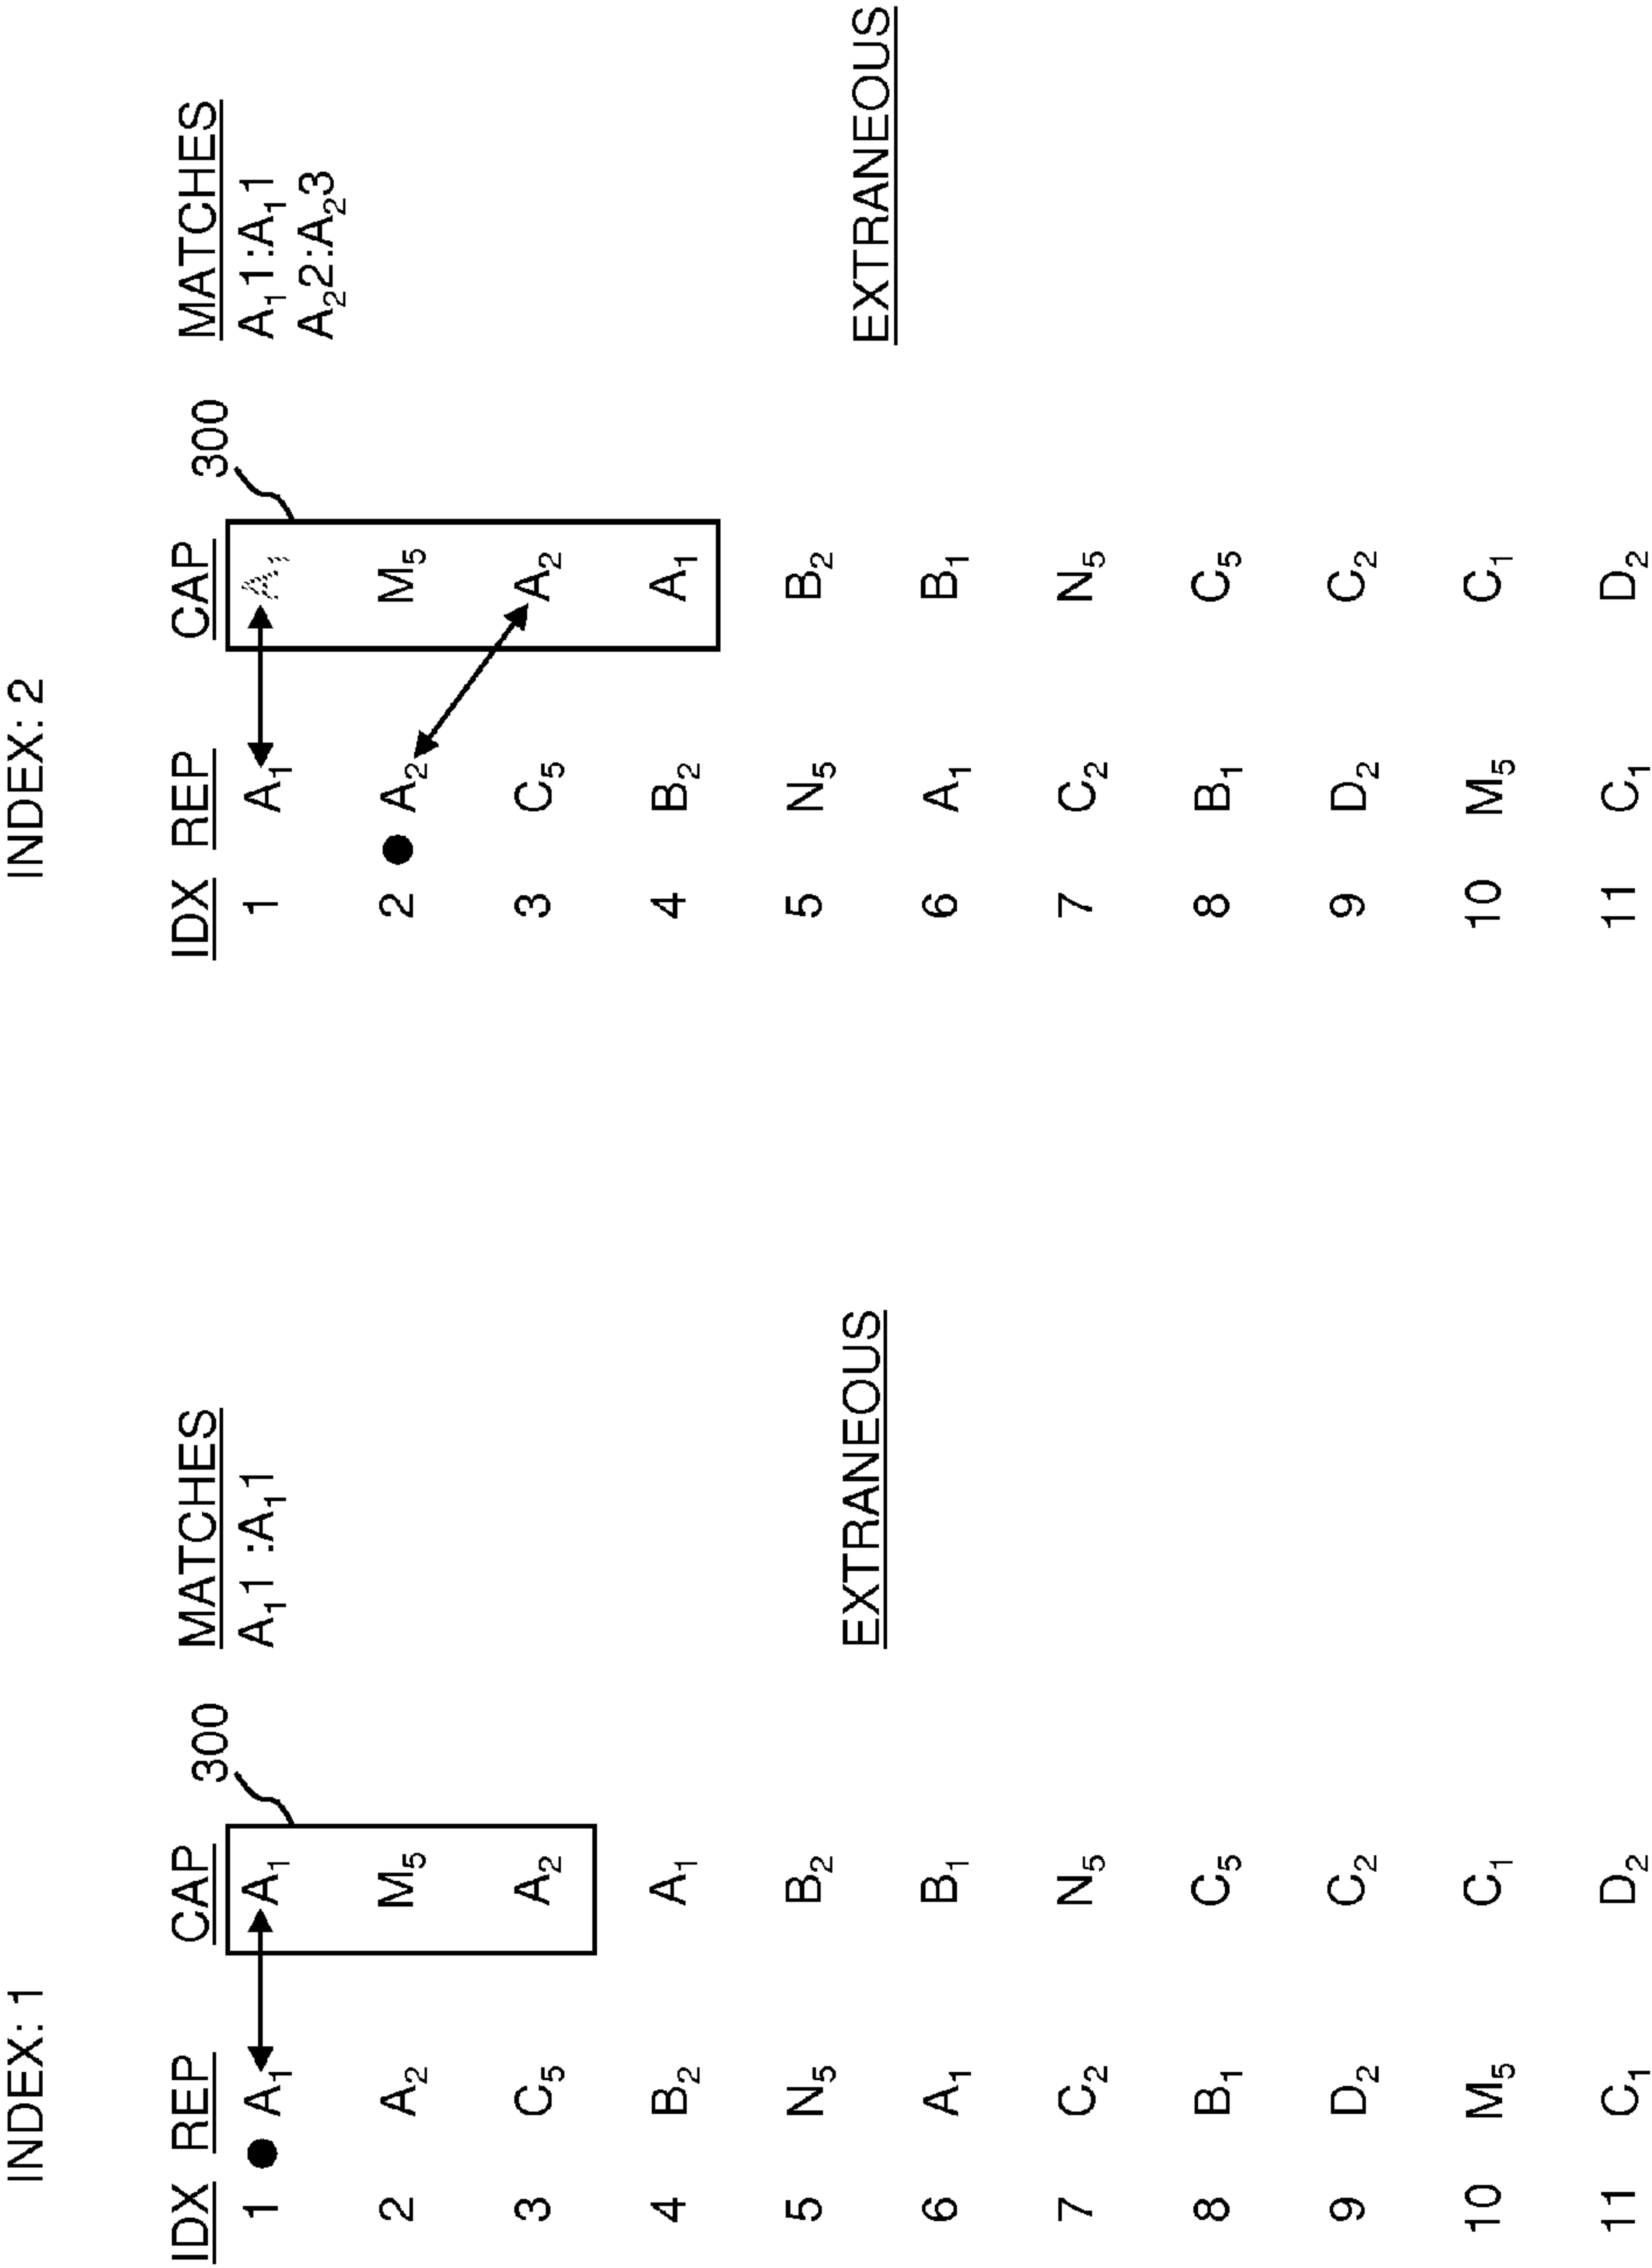 INDEX: 1
IDX REP CAP 300 MATCHES
1 A₁ A₁ A₁1 :A₁1
2 A₂ M₅
3 C₅ A₂
4 B₂ A₁
5 N₅ B₂ EXTRANEOUS
6 A₁ B₁
7 C₂ N₅
8 B₁ C₅
9 D₂ C₂
10 M₅ C₁
11 C₁ D₂
INDEX: 2
IDX REP CAP 300 MATCHES
1 A₁ A₁ A₁1:A₁1
A₂2:A₂3
2 A₂ M₅
3 C₅ A₂
4 B₂ A₁
5 N₅ B₂ EXTRANEOUS
6 A₁ B₁
7 C₂ N₅
8 B₁ C₅
9 D₂ C₂
10 M₅ C₁
11 C₁ D₂